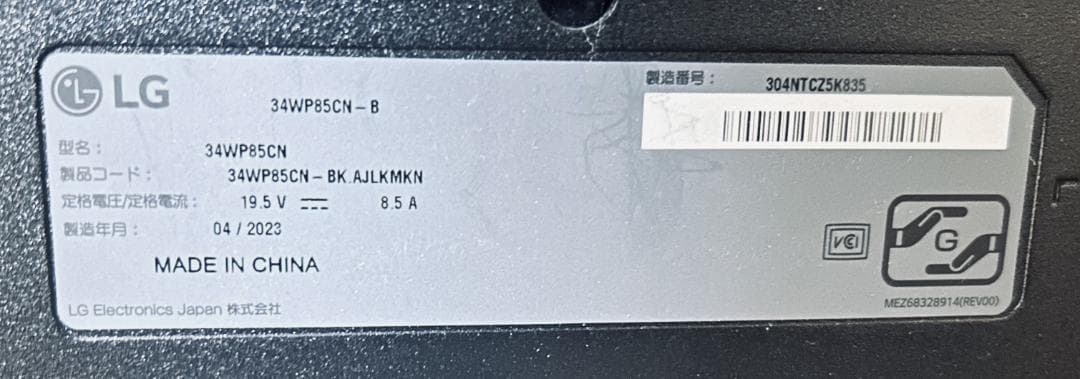 LG
34WP85CN-B
製造番号: 304NTCZ5K835
型名: 34WP85CN
製品コード: 34WP85CN-BK.AJLKMKN
定格電圧/定格電流: 19.5 V ⎓ 8.5 A
製造年月: 04 / 2023
MADE IN CHINA
VCI
G
LG Electronics Japan 株式会社
MEZ68328914(REV00)